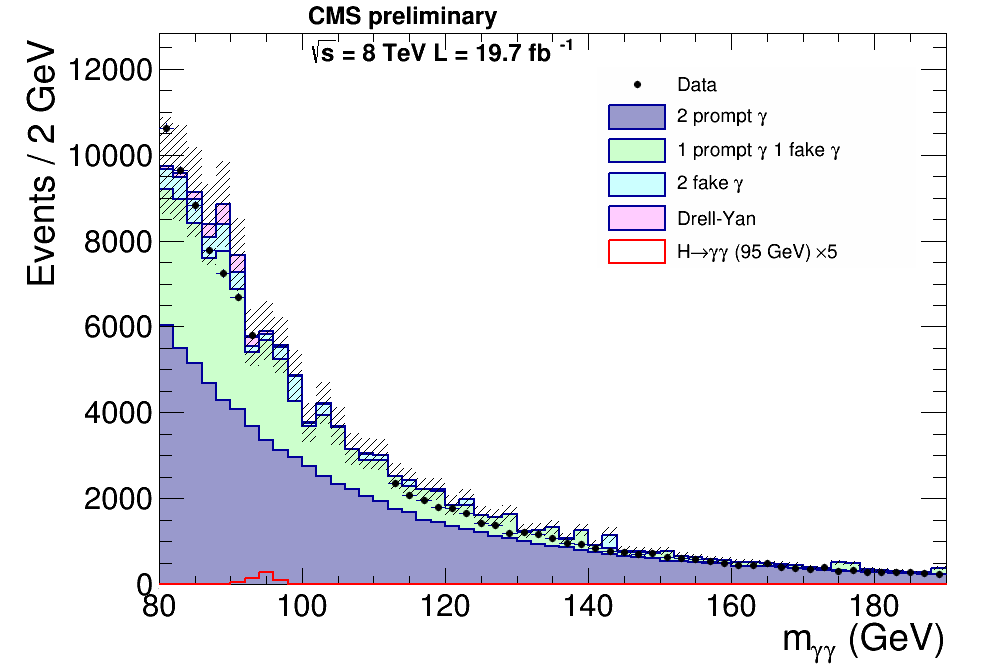 CMS preliminary
√s = 8 TeV L = 19.7 fb⁻¹
Events / 2 GeV
12000
10000
8000
6000
4000
2000
0
Data
2 prompt γ
1 prompt γ 1 fake γ
2 fake γ
Drell-Yan
H→γγ (95 GeV) ×5
80 100 120 140 160 180
m_γγ (GeV)